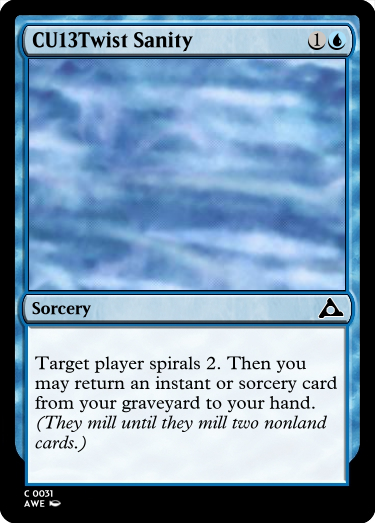 CU13Twist Sanity 1
Sorcery
Target player spirals 2. Then you
may return an instant or sorcery card
from your graveyard to your hand.
(They mill until they mill two nonland
cards.)
C 0031
AWE